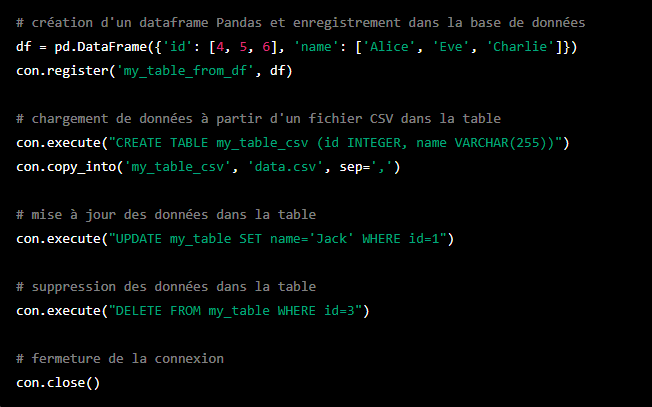 # création d'un dataframe Pandas et enregistrement dans la base de données
df = pd.DataFrame({'id': [4, 5, 6], 'name': ['Alice', 'Eve', 'Charlie']})
con.register('my_table_from_df', df)
# chargement de données à partir d'un fichier CSV dans la table
con.execute("CREATE TABLE my_table_csv (id INTEGER, name VARCHAR(255))")
con.copy_into('my_table_csv', 'data.csv', sep=',')
# mise à jour des données dans la table
con.execute("UPDATE my_table SET name='Jack' WHERE id=1")
# suppression des données dans la table
con.execute("DELETE FROM my_table WHERE id=3")
# fermeture de la connexion
con.close()